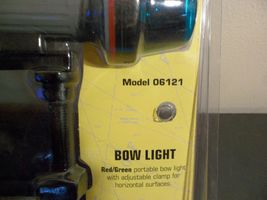 Model 06121
BOW LIGHT
Red/Green portable bow light
with adjustable clamp for
horizontal surfaces.